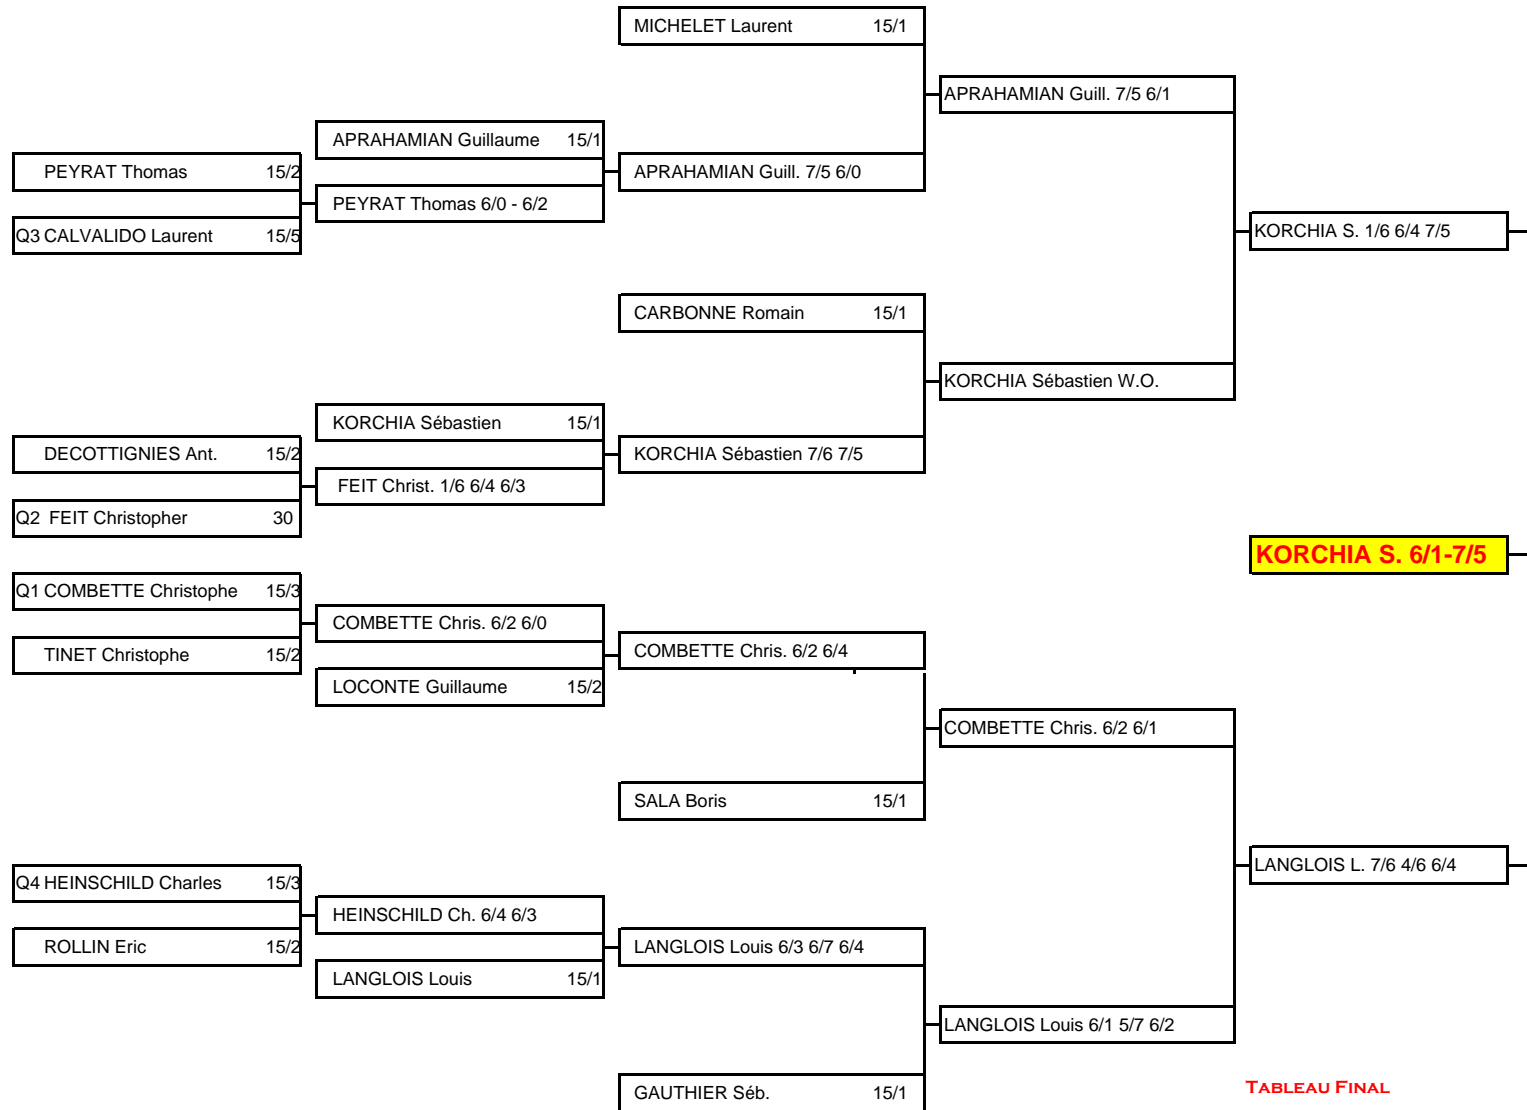 MICHELET Laurent 15/1
APRAHAMIAN Guill. 7/5 6/1
APRAHAMIAN Guillaume 15/1
PEYRAT Thomas 15/2
APRAHAMIAN Guill. 7/5 6/0
PEYRAT Thomas 6/0 - 6/2
Q3 CALVALIDO Laurent 15/5
KORCHIA S. 1/6 6/4 7/5
CARBONNE Romain 15/1
KORCHIA Sébastien W.O.
KORCHIA Sébastien 15/1
DECOTTIGNIES Ant. 15/2
KORCHIA Sébastien 7/6 7/5
FEIT Christ. 1/6 6/4 6/3
Q2 FEIT Christopher 30
KORCHIA S. 6/1-7/5
Q1 COMBETTE Christophe 15/3
COMBETTE Chris. 6/2 6/0
TINET Christophe 15/2
COMBETTE Chris. 6/2 6/4
LOCONTE Guillaume 15/2
COMBETTE Chris. 6/2 6/1
SALA Boris 15/1
LANGLOIS L. 7/6 4/6 6/4
Q4 HEINSCHILD Charles 15/3
HEINSCHILD Ch. 6/4 6/3
ROLLIN Eric 15/2
LANGLOIS Louis 6/3 6/7 6/4
LANGLOIS Louis 15/1
LANGLOIS Louis 6/1 5/7 6/2
GAUTHIER Séb. 15/1
TABLEAU FINAL